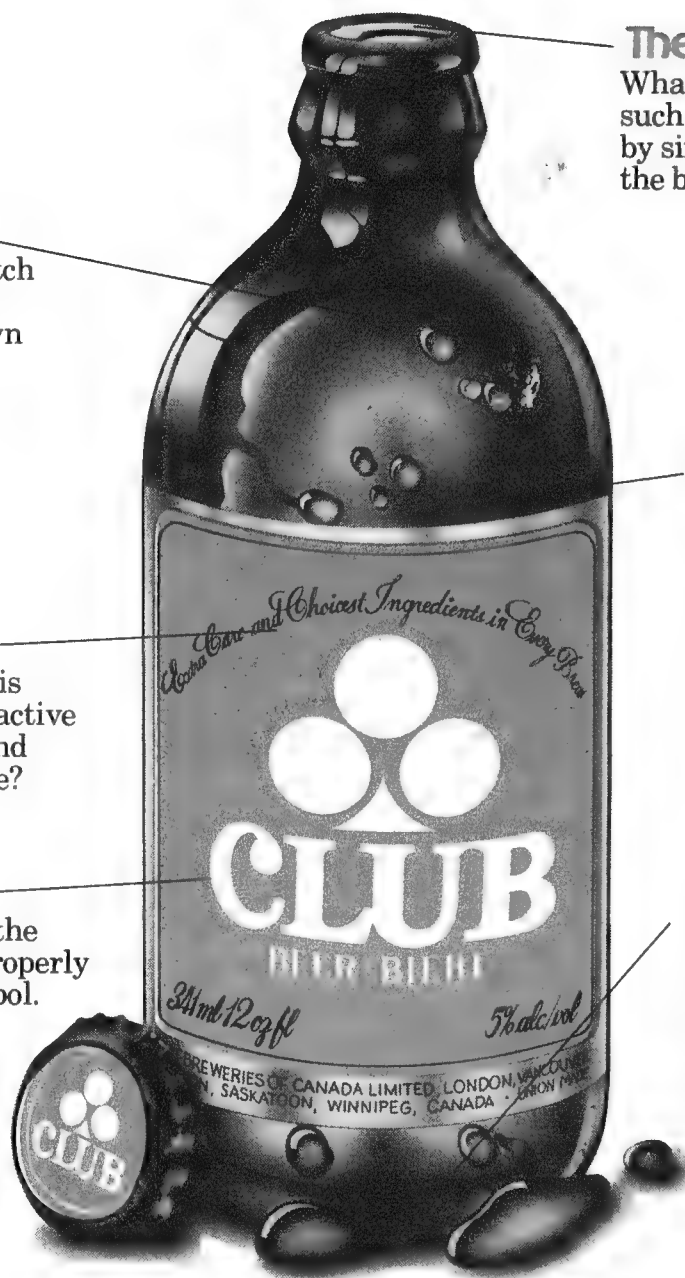 The
Wha
such
by si
the b
tch
vn
is
active
nd
e?
the
roperly
ool.
Extra Care and Choicest Ingredients in Every Brew
CLUB
BEER BIERE
341ml 12oz fl
5% alc/vol
BREWERIES OF CANADA LIMITED, LONDON, VANCOUVE
N, SASKATOON, WINNIPEG, CANADA • UNION MADE
CLUB